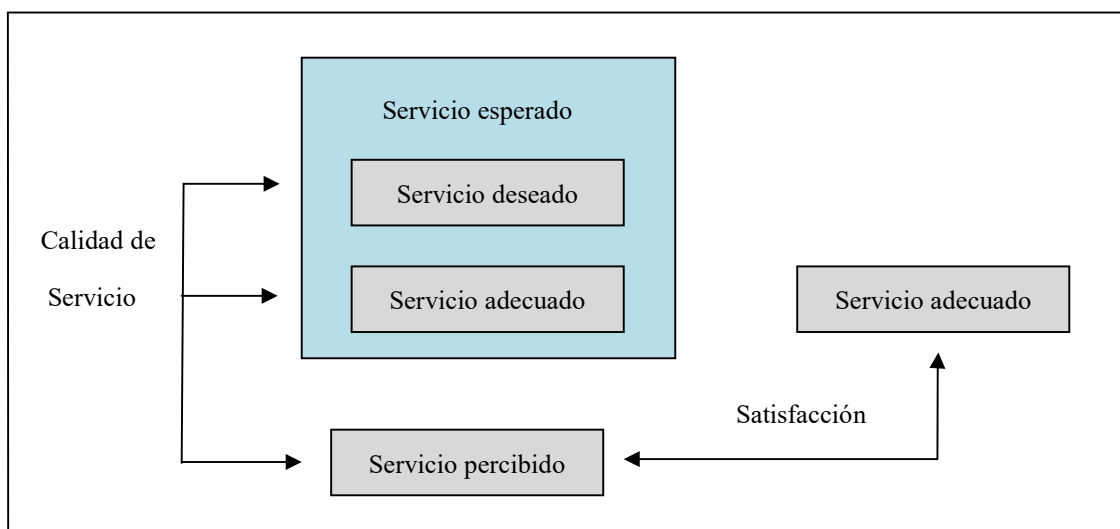 Servicio esperado
Servicio deseado
Calidad de
Servicio
Servicio adecuado
Servicio adecuado
Satisfacción
Servicio percibido